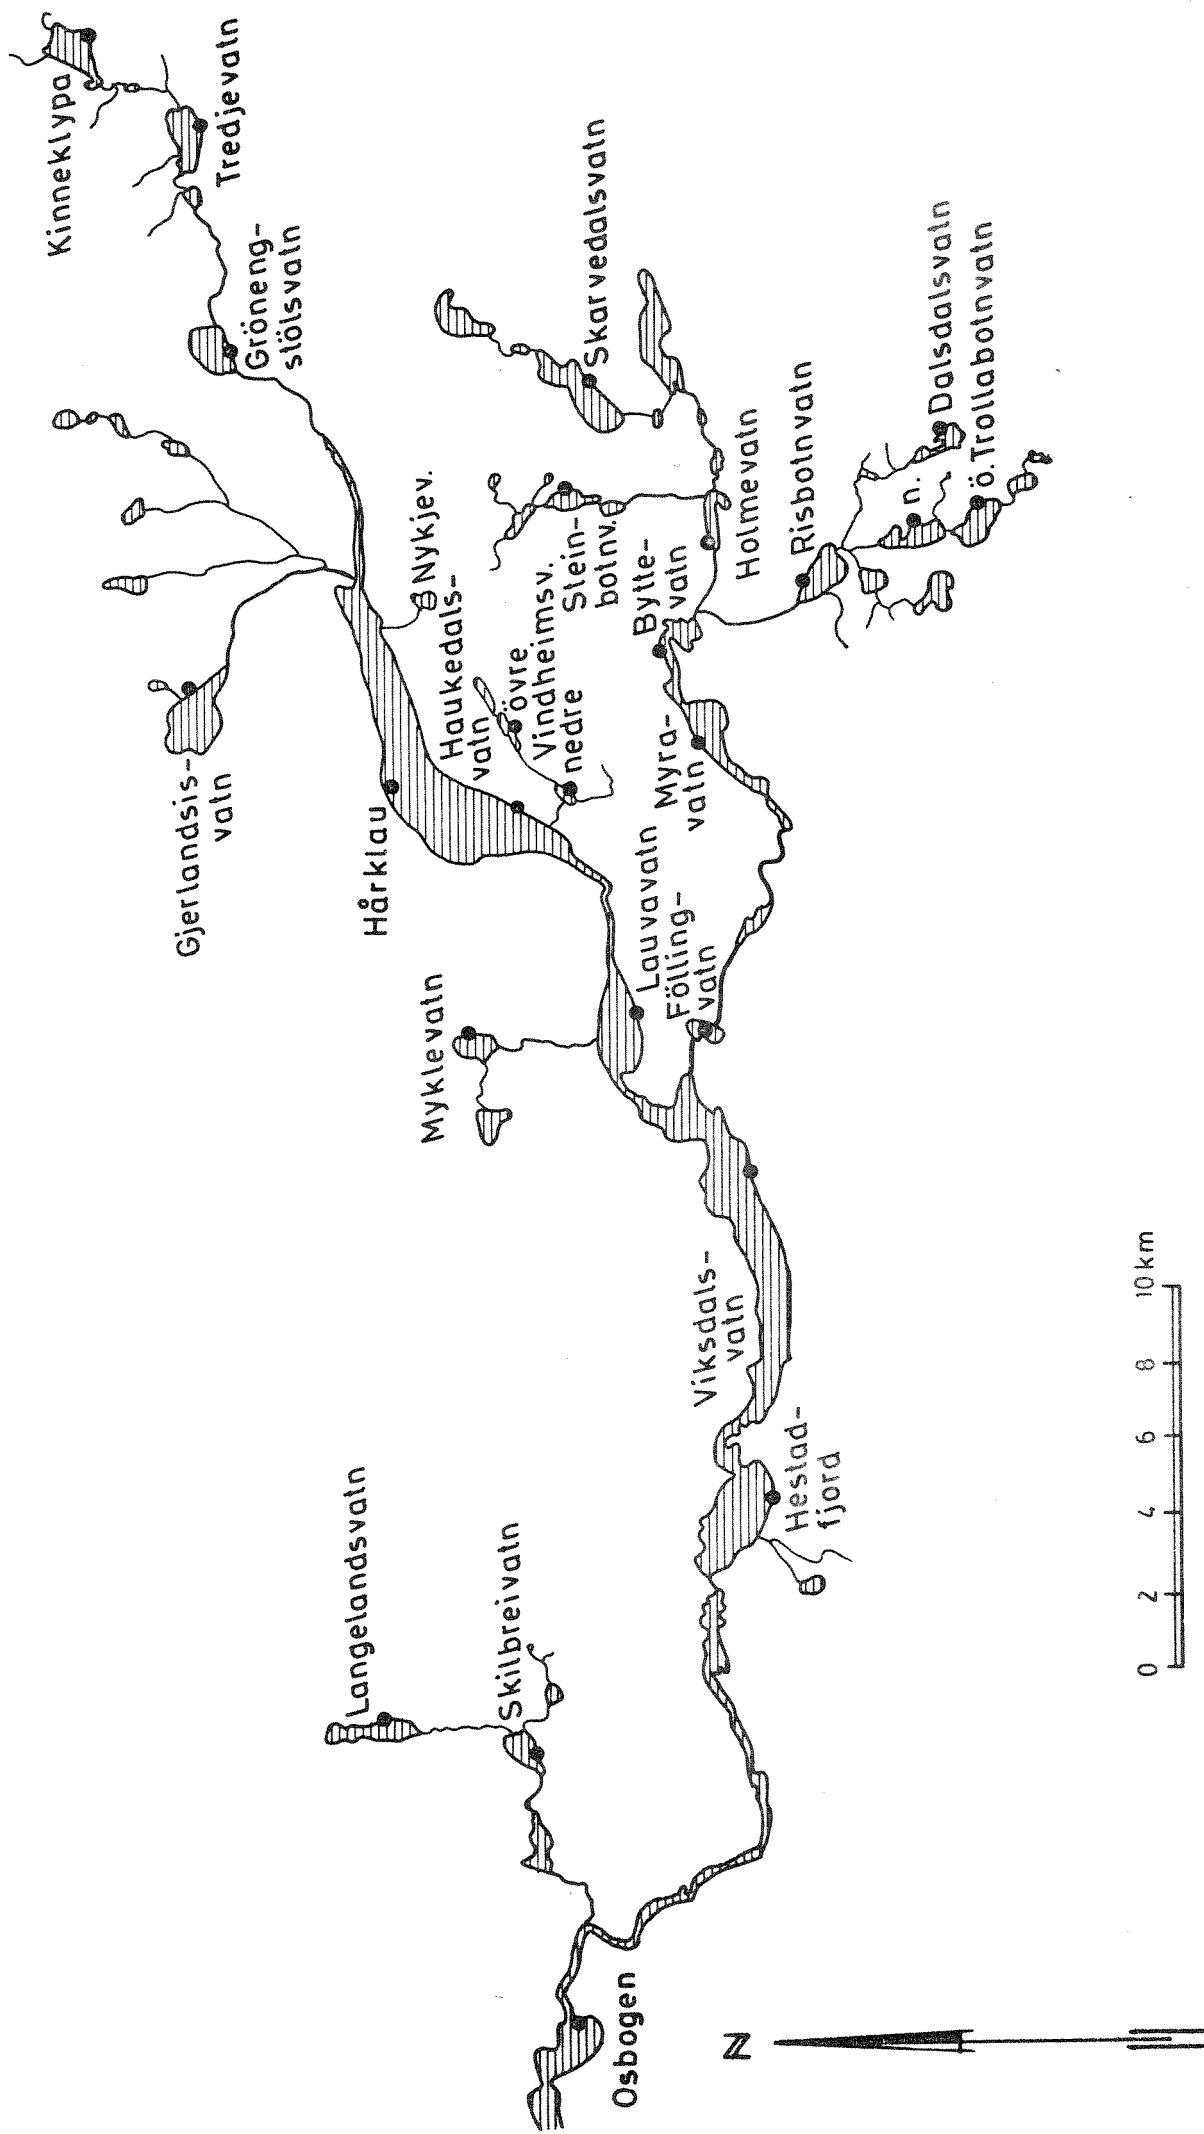 Kinneklypa
Tredjevatn
Gröneng-
stölsvatn
Gjerlandsis-
vatn
Hårklau
Nykjev.
Haukedals-
vatn
Skarvedalsvatn
Stein-
botnv.
övre
Vindheimsv.
nedre
Holmevatn
Bytte-
vatn
Risbotnvatn
Dalsdalsvatn
n.
ö. Trollabotnvatn
Myra-
vatn
Lauvavatn
Fölling-
vatn
Myklevatn
Viksdals-
vatn
Hestad-
fjord
Langelandsvatn
Skilbreivatn
Osbogen
N
0 2 4 6 8 10 km